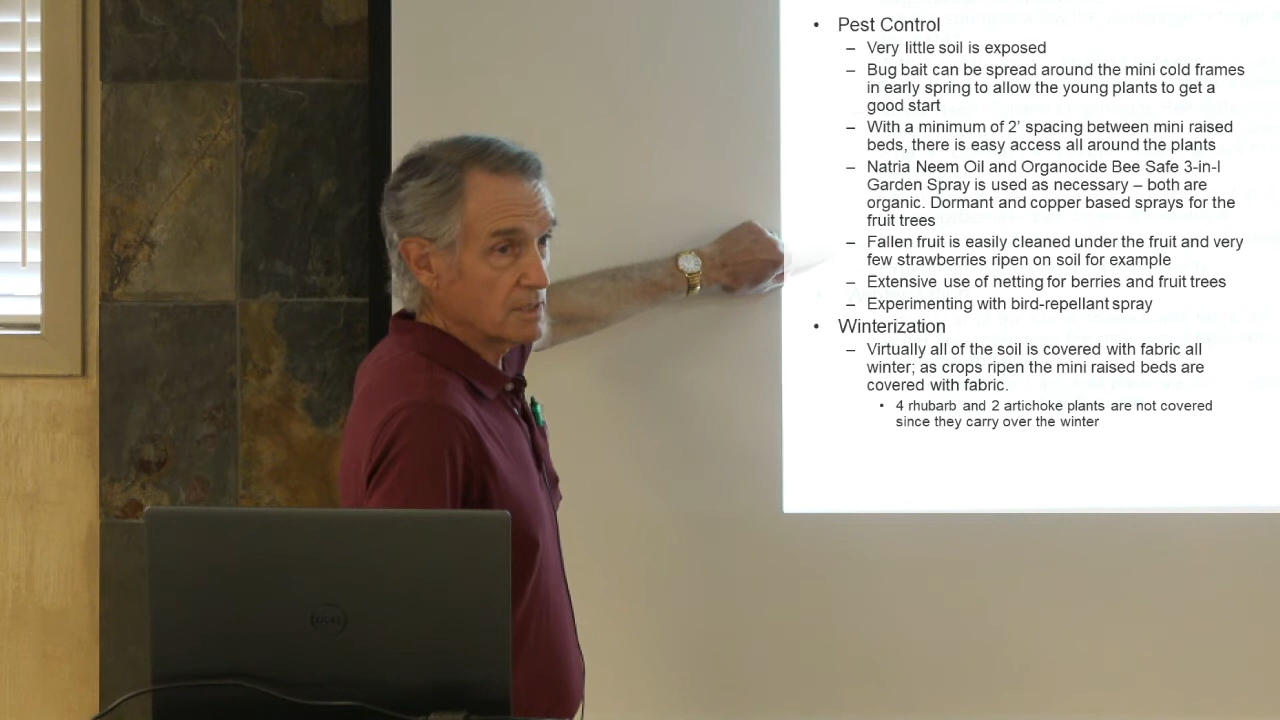 • Pest Control
– Very little soil is exposed
– Bug bait can be spread around the mini cold frames
in early spring to allow the young plants to get a
good start
– With a minimum of 2' spacing between mini raised
beds, there is easy access all around the plants
– Natria Neem Oil and Organocide Bee Safe 3-in-I
Garden Spray is used as necessary – both are
organic. Dormant and copper based sprays for the
fruit trees
– Fallen fruit is easily cleaned under the fruit and very
few strawberries ripen on soil for example
– Extensive use of netting for berries and fruit trees
– Experimenting with bird-repellant spray
• Winterization
– Virtually all of the soil is covered with fabric all
winter; as crops ripen the mini raised beds are
covered with fabric.
• 4 rhubarb and 2 artichoke plants are not covered
since they carry over the winter
DELL